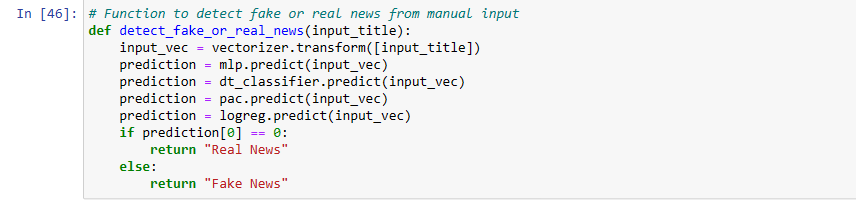 In [46]: # Function to detect fake or real news from manual input
def detect_fake_or_real_news(input_title):
    input_vec = vectorizer.transform([input_title])
    prediction = mlp.predict(input_vec)
    prediction = dt_classifier.predict(input_vec)
    prediction = pac.predict(input_vec)
    prediction = logreg.predict(input_vec)
    if prediction[0] == 0:
        return "Real News"
    else:
        return "Fake News"